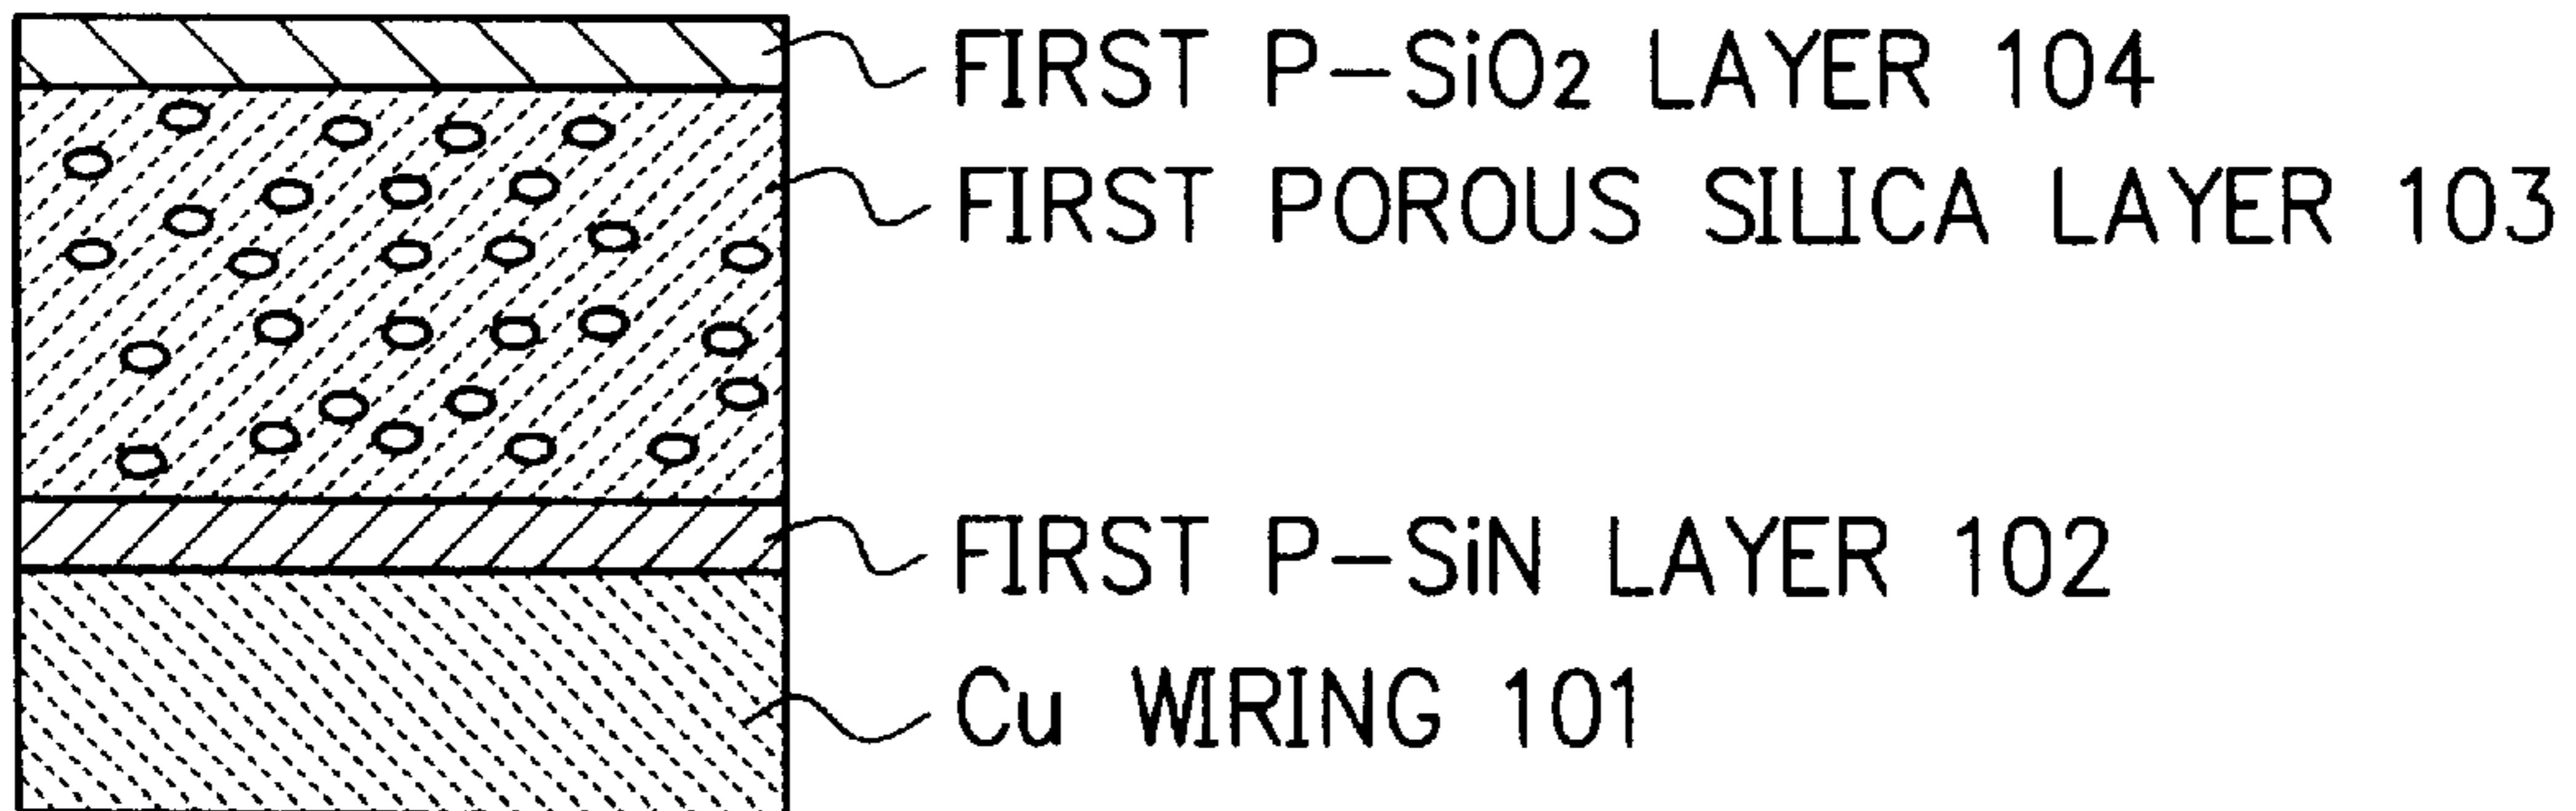 FIRST P-SiO2 LAYER 104
FIRST POROUS SILICA LAYER 103
FIRST P-SiN LAYER 102
Cu WIRING 101